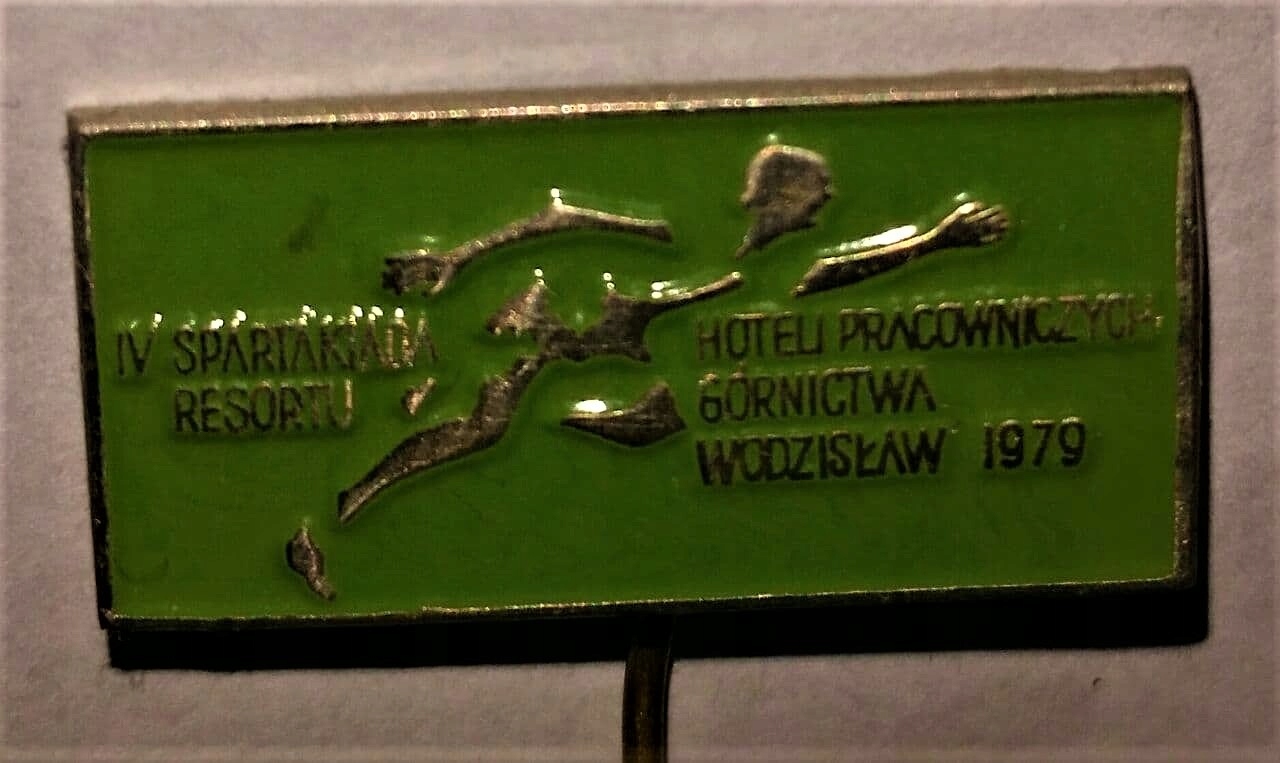 IV SPARTAKIADA
RESORTU
HOTELI PRACOWNICZYCH
GÓRNICTWA
WODZISŁAW 1979